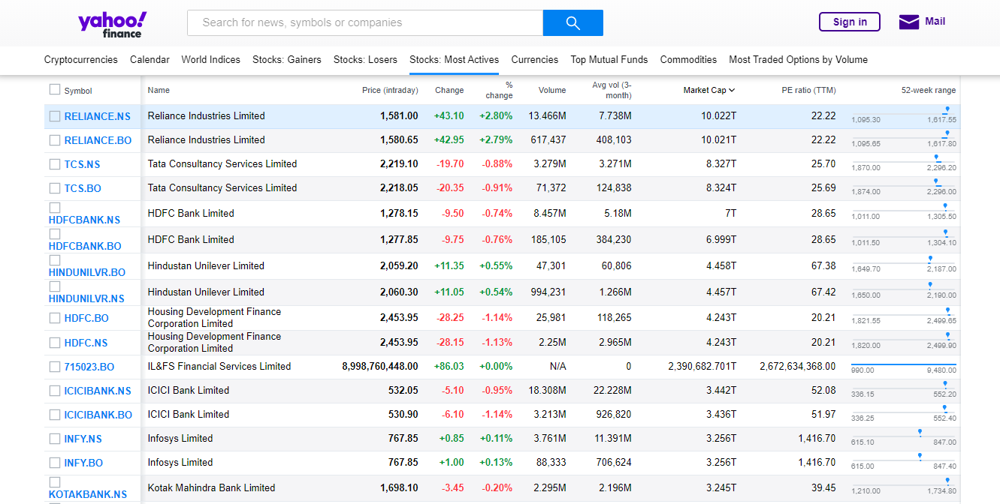 yahoo!
finance
Search for news, symbols or companies
Sign in
Mail
Cryptocurrencies Calendar World Indices Stocks: Gainers Stocks: Losers Stocks: Most Actives Currencies Top Mutual Funds Commodities Most Traded Options by Volume
Symbol Name Price (intraday) Change % change Volume Avg vol (3-month) Market Cap PE ratio (TTM) 52-week range
RELIANCE.NS Reliance Industries Limited 1,581.00 +43.10 +2.80% 13.466M 7.738M 10.022T 22.22 1,095.30 1,617.55
RELIANCE.BO Reliance Industries Limited 1,580.65 +42.95 +2.79% 617,437 408,103 10.021T 22.22 1,095.65 1,617.80
TCS.NS Tata Consultancy Services Limited 2,219.10 -19.70 -0.88% 3.279M 3.271M 8.327T 25.70 1,870.00 2,296.20
TCS.BO Tata Consultancy Services Limited 2,218.05 -20.35 -0.91% 71,372 124,838 8.324T 25.69 1,874.00 2,296.00
HDFCBANK.NS HDFC Bank Limited 1,278.15 -9.50 -0.74% 8.457M 5.18M 7T 28.65 1,011.00 1,305.50
HDFCBANK.BO HDFC Bank Limited 1,277.85 -9.75 -0.76% 185,105 384,230 6.999T 28.65 1,011.50 1,304.10
HINDUNILVR.BO Hindustan Unilever Limited 2,059.20 +11.35 +0.55% 47,301 60,806 4.458T 67.38 1,649.70 2,187.00
HINDUNILVR.NS Hindustan Unilever Limited 2,060.30 +11.05 +0.54% 994,231 1.266M 4.457T 67.42 1,650.00 2,190.00
HDFC.BO Housing Development Finance Corporation Limited 2,453.95 -28.25 -1.14% 25,981 118,265 4.243T 20.21 1,821.55 2,499.65
HDFC.NS Housing Development Finance Corporation Limited 2,453.95 -28.15 -1.13% 2.25M 2.965M 4.243T 20.21 1,820.00 2,499.90
715023.BO IL&FS Financial Services Limited 8,998,760,448.00 +86.03 +0.00% N/A 0 2,390,682.701T 2,672,634,368.00 990.00 9,480.00
ICICIBANK.NS ICICI Bank Limited 532.05 -5.10 -0.95% 18.308M 22.228M 3.442T 52.08 336.15 552.20
ICICIBANK.BO ICICI Bank Limited 530.90 -6.10 -1.14% 3.213M 926,820 3.436T 51.97 336.25 552.40
INFY.NS Infosys Limited 767.85 +0.85 +0.11% 3.761M 11.391M 3.256T 1,416.70 615.10 847.00
INFY.BO Infosys Limited 767.85 +1.00 +0.13% 88,333 706,624 3.256T 1,416.70 615.00 847.40
KOTAKBANK.NS Kotak Mahindra Bank Limited 1,698.10 -3.45 -0.20% 2.295M 2.196M 3.245T 39.45 1,210.00 1,734.80